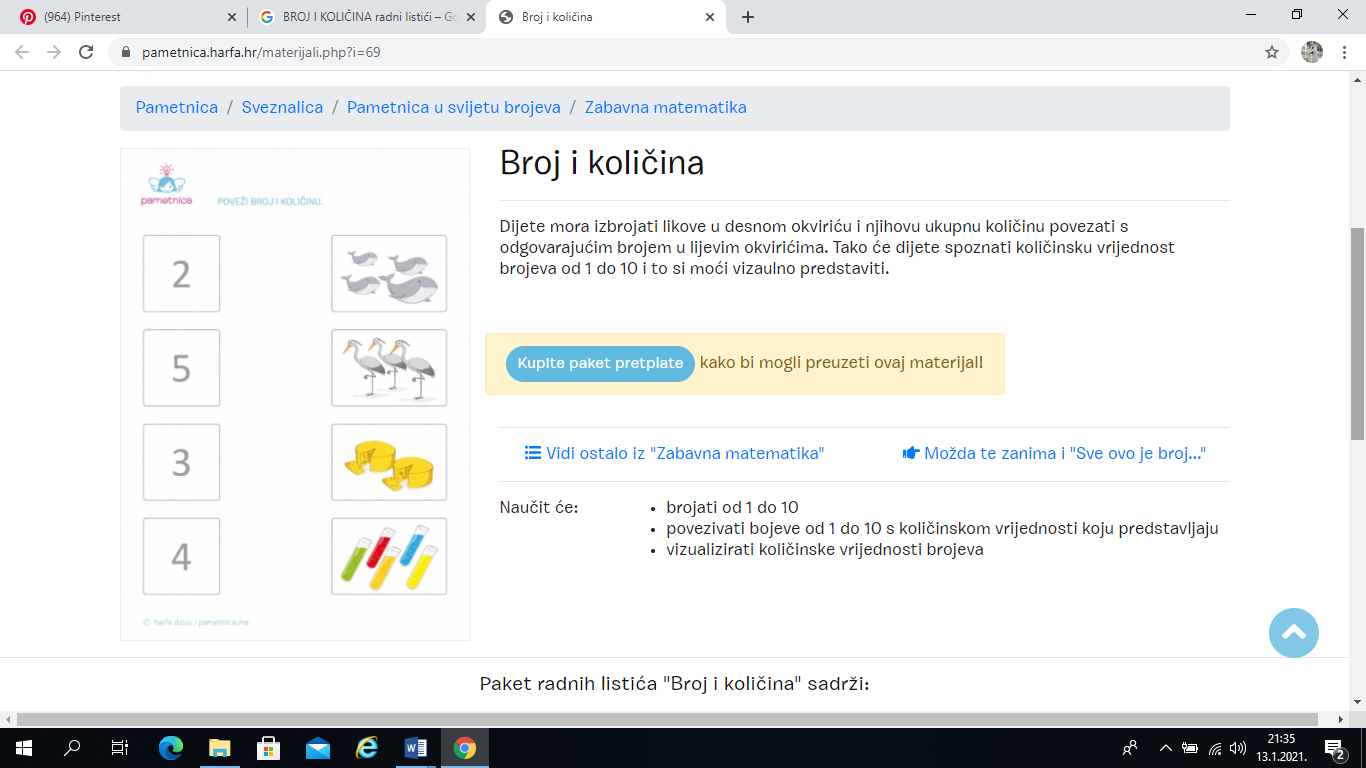 (964) Pinterest
BROJ I KOLIČINA radni listići – Go
Broj i količina
pametnica.harfa.hr/materijali.php?i=69
Pametnica / Sveznalica / Pametnica u svijetu brojeva / Zabavna matematika
pametnica
POVEŽI BROJ I KOLIČINU.
2
5
3
4
© harfa d.o.o. i pametnica.me
Broj i količina
Dijete mora izbrojati likove u desnom okviriću i njihovu ukupnu količinu povezati s
odgovarajućim brojem u lijevim okvirićima. Tako će dijete spoznati količinsku vrijednost
brojeva od 1 do 10 i to si moći vizaulno predstaviti.
Kupite paket pretplate kako bi mogli preuzeti ovaj materijal!
Vidi ostalo iz "Zabavna matematika"
Možda te zanima i "Sve ovo je broj..."
Naučit će:
• brojati od 1 do 10
• povezivati bojeve od 1 do 10 s količinskom vrijednosti koju predstavljaju
• vizualizirati količinske vrijednosti brojeva
Paket radnih listića "Broj i količina" sadrži:
21:35
13.1.2021.
2